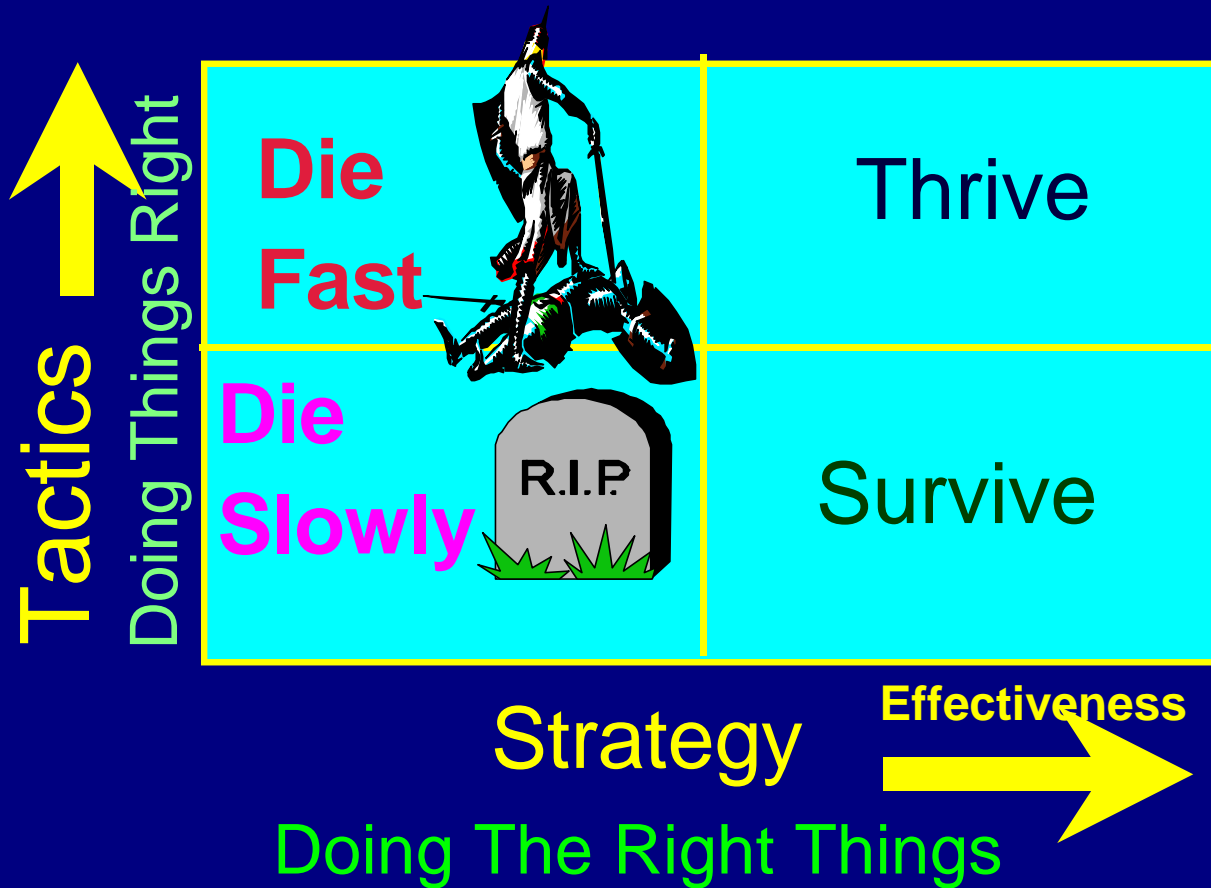 Tactics
Doing Things Right
Die
Fast
Thrive
Die
Slowly
R.I.P.
Survive
Effectiveness
Strategy
Doing The Right Things